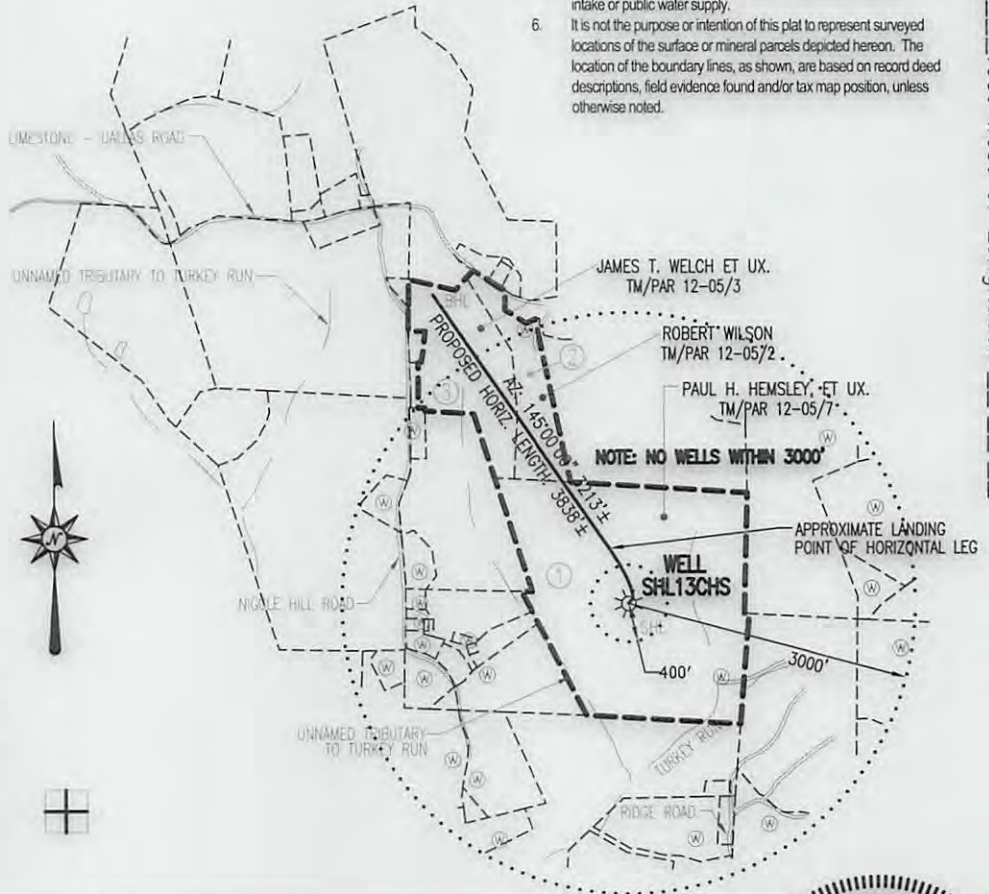 intake or public water supply.
6. It is not the purpose or intention of this plat to represent surveyed
locations of the surface or mineral parcels depicted hereon. The
location of the boundary lines, as shown, are based on record deed
descriptions, field evidence found and/or tax map position, unless
otherwise noted.
LIMESTONE - DALLAS ROAD
UNNAMED TRIBUTARY TO TURKEY RUN
JAMES T. WELCH ET UX.
TM/PAR 12-05/3
BHL
ROBERT WILSON
TM/PAR 12-05/2
2
PAUL H. HEMSLEY, ET UX.
TM/PAR 12-05/7
3
PROPOSED HORIZ. LENGTH: 3838'±
AZ. 145°00'00"
NOTE: NO WELLS WITHIN 3000'
W
W
W
APPROXIMATE LANDING
POINT OF HORIZONTAL LEG
WELL
SHL13CHS
1
SHL
N
NIGGLE HILL ROAD
W
W
W
W
W
W
W
W
3000'
400'
W
UNNAMED TRIBUTARY
TO TURKEY RUN
TURKEY RUN
W
W
RIDGE ROAD
W
W
W